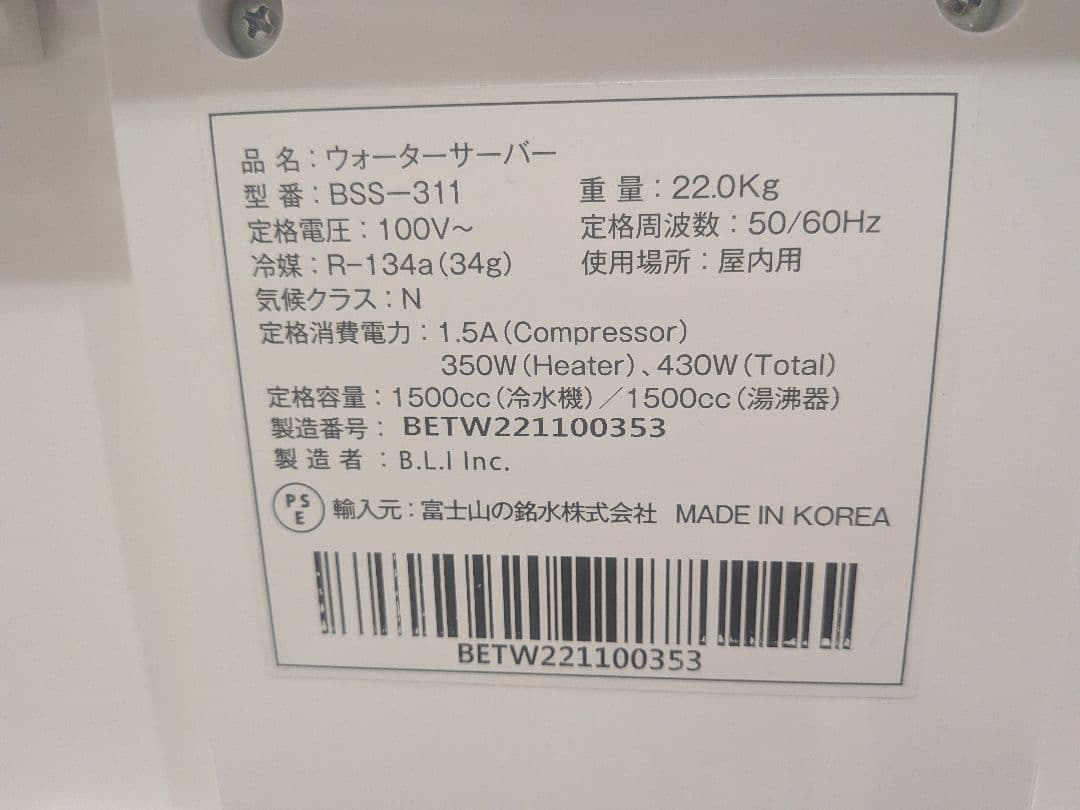 品 名：ウォーターサーバー
型 番：BSS-311 重 量：22.0Kg
定格電圧：100V～ 定格周波数：50/60Hz
冷媒：R-134a(34g) 使用場所：屋内用
気候クラス：N
定格消費電力：1.5A(Compressor)
350W(Heater)、430W(Total)
定格容量：1500cc(冷水機)／1500cc(湯沸器)
製造番号：BETW221100353
製 造 者：B.L.I Inc.
PS E 輸入元：富士山の銘水株式会社 MADE IN KOREA
BETW221100353